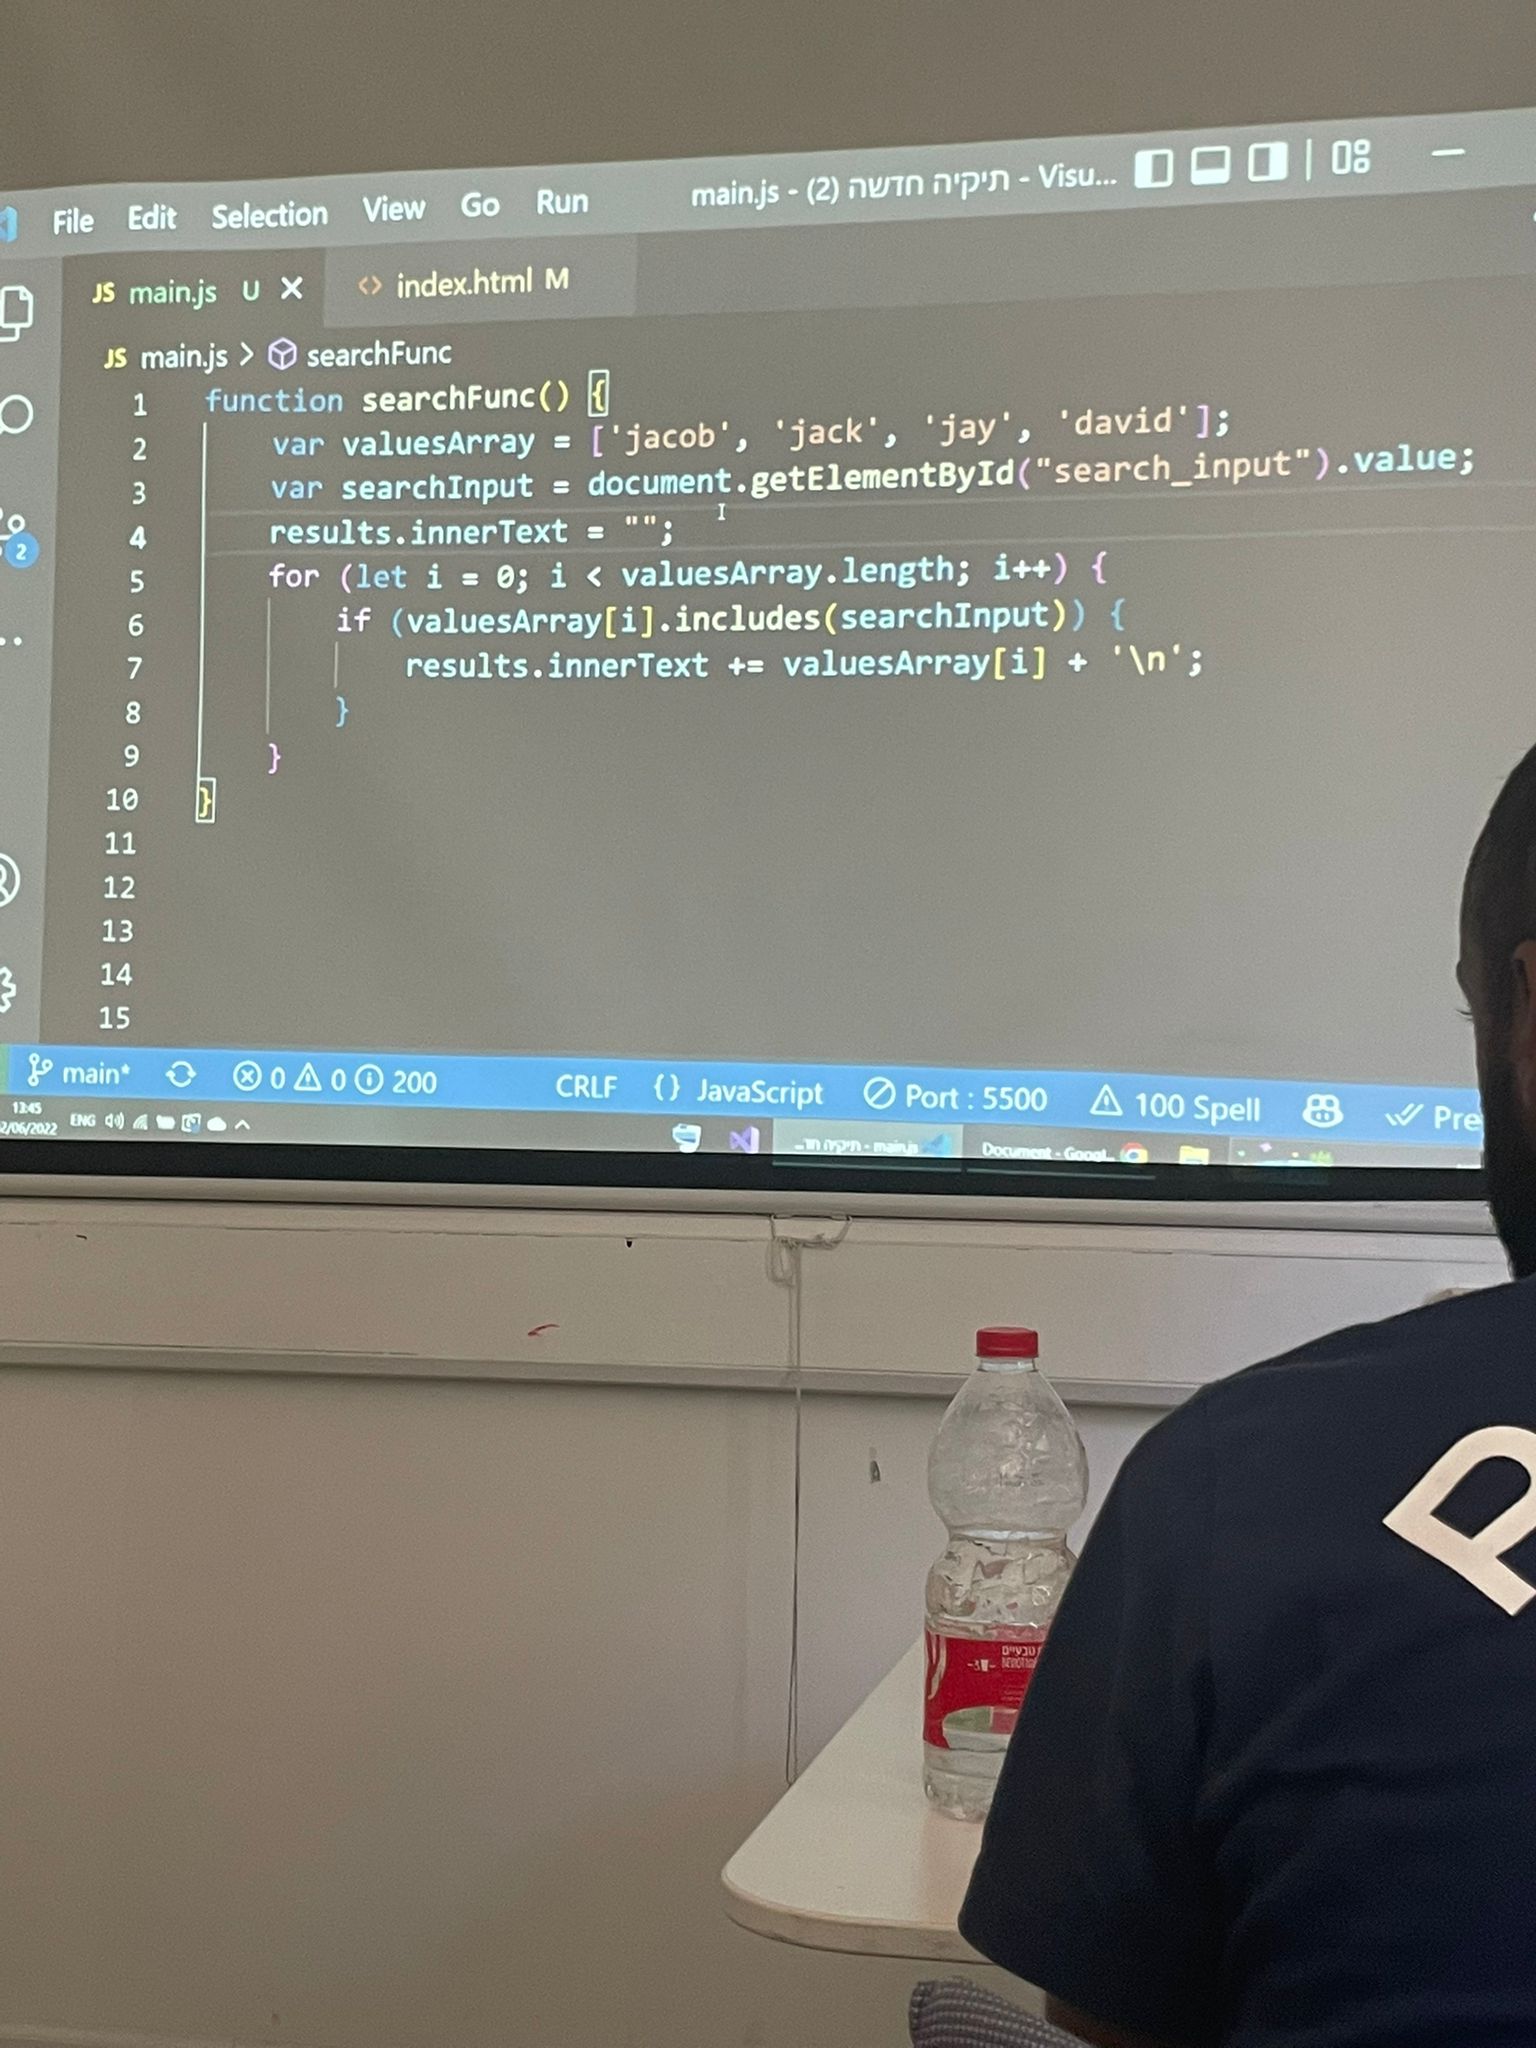 File Edit Selection View Go Run main.js - (2) תיקיה חדשה - Visu...
JS main.js U X <> index.html M
JS main.js > searchFunc
1 function searchFunc() {
2 var valuesArray = ['jacob', 'jack', 'jay', 'david'];
3 var searchInput = document.getElementById("search_input").value;
4 results.innerText = "";
5 for (let i = 0; i < valuesArray.length; i++) {
6 if (valuesArray[i].includes(searchInput)) {
7 results.innerText += valuesArray[i] + '\n';
8 }
9 }
10 }
11
12
13
14
15
2
main* 0 0 200 CRLF {} JavaScript Port : 5500 100 Spell Pre
13:45 ENG
2/06/2022
main.js - Document - Googl...
טבעיים